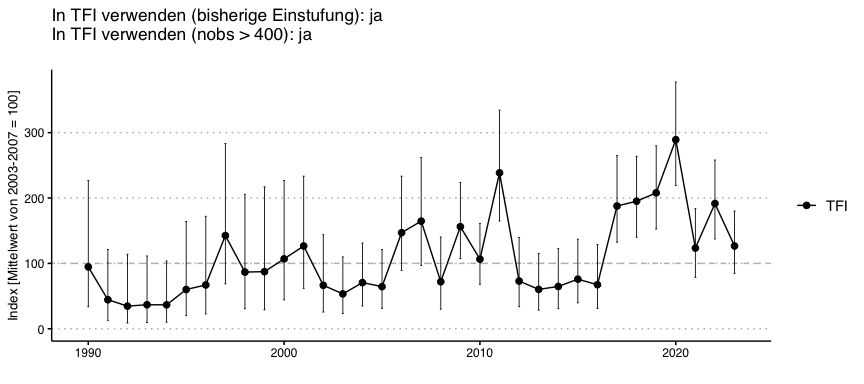 In TFI verwenden (bisherige Einstufung): ja
In TFI verwenden (nobs > 400): ja
Index [Mittelwert von 2003-2007 = 100]
300
200
100
0
1990
2000
2010
2020
TFI